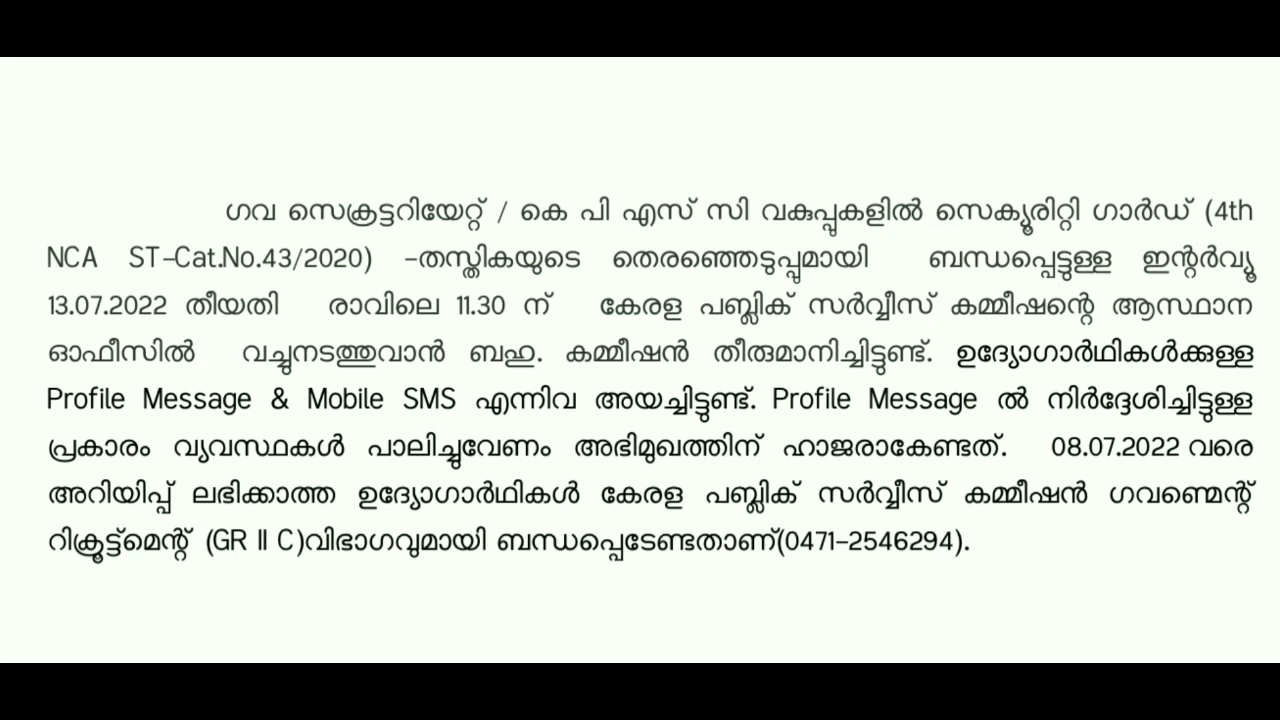 ഗവ സെക്രട്ടറിയേറ്റ് / കെ പി എസ് സി വകുപ്പുകളിൽ സെക്യൂരിറ്റി ഗാർഡ് (4th
NCA ST-Cat.No.43/2020) -തസ്തികയുടെ തെരഞ്ഞെടുപ്പുമായി ബന്ധപ്പെട്ടുള്ള ഇന്റർവ്യൂ
13.07.2022 തീയതി രാവിലെ 11.30 ന് കേരള പബ്ലിക് സർവ്വീസ് കമ്മീഷന്റെ ആസ്ഥാന
ഓഫീസിൽ വച്ചുനടത്തുവാൻ ബഹു. കമ്മീഷൻ തീരുമാനിച്ചിട്ടുണ്ട്. ഉദ്യോഗാർഥികൾക്കുള്ള
Profile Message & Mobile SMS എന്നിവ അയച്ചിട്ടുണ്ട്. Profile Message ൽ നിർദ്ദേശിച്ചിട്ടുള്ള
പ്രകാരം വ്യവസ്ഥകൾ പാലിച്ചുവേണം അഭിമുഖത്തിന് ഹാജരാകേണ്ടത്. 08.07.2022 വരെ
അറിയിപ്പ് ലഭിക്കാത്ത ഉദ്യോഗാർഥികൾ കേരള പബ്ലിക് സർവ്വീസ് കമ്മീഷൻ ഗവണ്മെന്റ്
റിക്രൂട്ട്മെന്റ് (GR II C)വിഭാഗവുമായി ബന്ധപ്പെടേണ്ടതാണ്(0471-2546294).